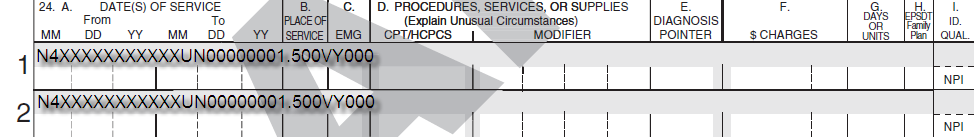 24. A. DATE(S) OF SERVICE B. C. D. PROCEDURES, SERVICES, OR SUPPLIES E. F. G. H. I.
From To PLACE OF (Explain Unusual Circumstances) DIAGNOSIS DAYS OR UNITS EPSDT Family Plan ID.
MM DD YY MM DD YY SERVICE EMG CPT/HCPCS MODIFIER POINTER $ CHARGES QUAL.
1 N4XXXXXXXXXXXUN00000001.500VY000
NPI
2 N4XXXXXXXXXXXUN00000001.500VY000
NPI